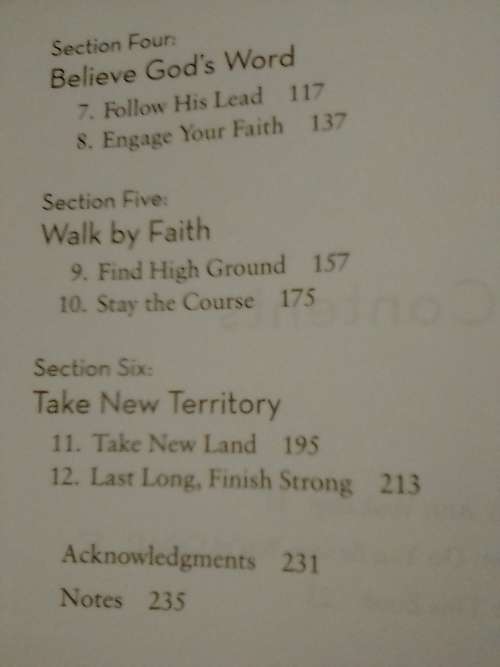 Section Four:
Believe God's Word
7. Follow His Lead 117
8. Engage Your Faith 137
Section Five:
Walk by Faith
9. Find High Ground 157
10. Stay the Course 175
Contents
Section Six:
Take New Territory
11. Take New Land 195
12. Last Long, Finish Strong 213
Acknowledgments 231
Notes 235